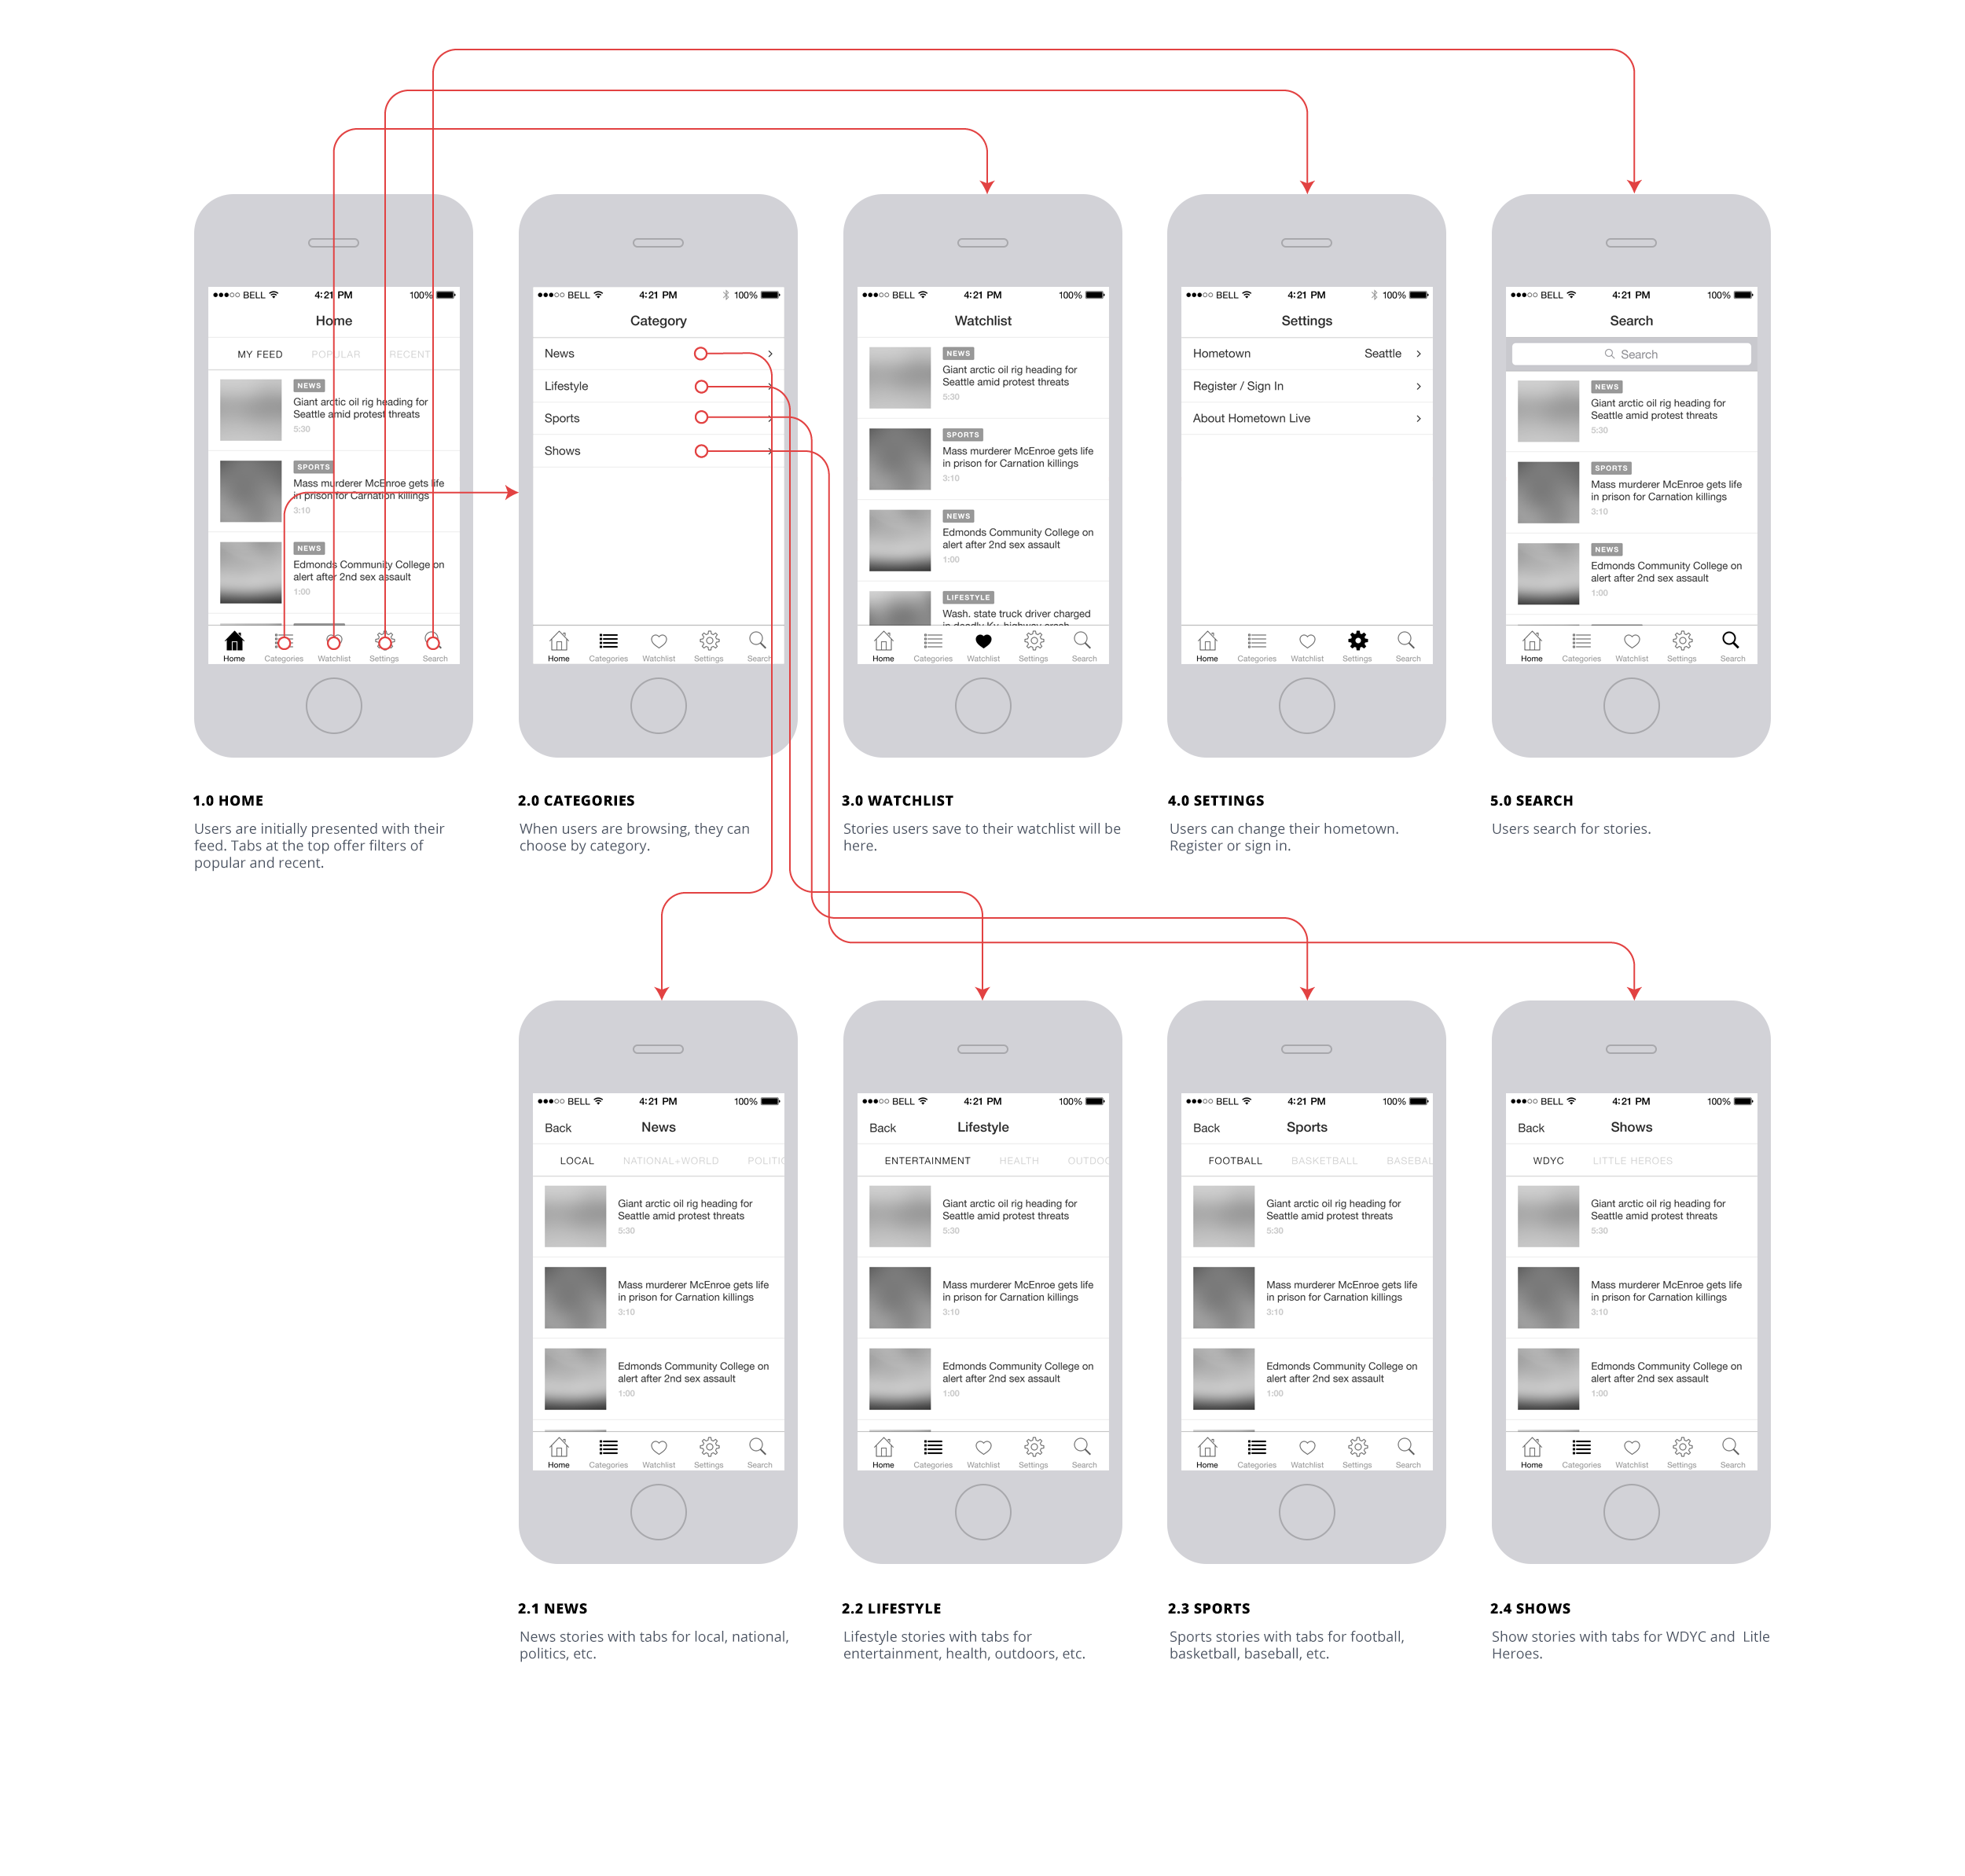 BELL 4:21 PM 100%
Home
MY FEED POPULAR RECENT
NEWS
Giant arctic oil rig heading for
Seattle amid protest threats
5:30
SPORTS
Mass murderer McEnroe gets life
in prison for Carnation killings
3:10
NEWS
Edmonds Community College on
alert after 2nd sex assault
1:00
Home Categories Watchlist Settings Search
BELL 4:21 PM 100%
Category
News
Lifestyle
Sports
Shows
Home Categories Watchlist Settings Search
BELL 4:21 PM 100%
Watchlist
NEWS
Giant arctic oil rig heading for
Seattle amid protest threats
5:30
SPORTS
Mass murderer McEnroe gets life
in prison for Carnation killings
3:10
NEWS
Edmonds Community College on
alert after 2nd sex assault
1:00
LIFESTYLE
Wash. state truck driver charged
in deadly Ky. highway crash
Home Categories Watchlist Settings Search
BELL 4:21 PM 100%
Settings
Hometown Seattle
Register / Sign In
About Hometown Live
Home Categories Watchlist Settings Search
BELL 4:21 PM 100%
Search
Search
NEWS
Giant arctic oil rig heading for
Seattle amid protest threats
5:30
SPORTS
Mass murderer McEnroe gets life
in prison for Carnation killings
3:10
NEWS
Edmonds Community College on
alert after 2nd sex assault
1:00
Home Categories Watchlist Settings Search
1.0 HOME
Users are initially presented with their
feed. Tabs at the top offer filters of
popular and recent.
2.0 CATEGORIES
When users are browsing, they can
choose by category.
3.0 WATCHLIST
Stories users save to their watchlist will be
here.
4.0 SETTINGS
Users can change their hometown.
Register or sign in.
5.0 SEARCH
Users search for stories.
BELL 4:21 PM 100%
Back News
LOCAL NATIONAL+WORLD POLITIC
Giant arctic oil rig heading for
Seattle amid protest threats
5:30
Mass murderer McEnroe gets life
in prison for Carnation killings
3:10
Edmonds Community College on
alert after 2nd sex assault
1:00
Home Categories Watchlist Settings Search
BELL 4:21 PM 100%
Back Lifestyle
ENTERTAINMENT HEALTH OUTDOO
Giant arctic oil rig heading for
Seattle amid protest threats
5:30
Mass murderer McEnroe gets life
in prison for Carnation killings
3:10
Edmonds Community College on
alert after 2nd sex assault
1:00
Home Categories Watchlist Settings Search
BELL 4:21 PM 100%
Back Sports
FOOTBALL BASKETBALL BASEBAL
Giant arctic oil rig heading for
Seattle amid protest threats
5:30
Mass murderer McEnroe gets life
in prison for Carnation killings
3:10
Edmonds Community College on
alert after 2nd sex assault
1:00
Home Categories Watchlist Settings Search
BELL 4:21 PM 100%
Back Shows
WDYC LITTLE HEROES
Giant arctic oil rig heading for
Seattle amid protest threats
5:30
Mass murderer McEnroe gets life
in prison for Carnation killings
3:10
Edmonds Community College on
alert after 2nd sex assault
1:00
Home Categories Watchlist Settings Search
2.1 NEWS
News stories with tabs for local, national,
politics, etc.
2.2 LIFESTYLE
Lifestyle stories with tabs for
entertainment, health, outdoors, etc.
2.3 SPORTS
Sports stories with tabs for football,
basketball, baseball, etc.
2.4 SHOWS
Show stories with tabs for WDYC and Litle
Heroes.